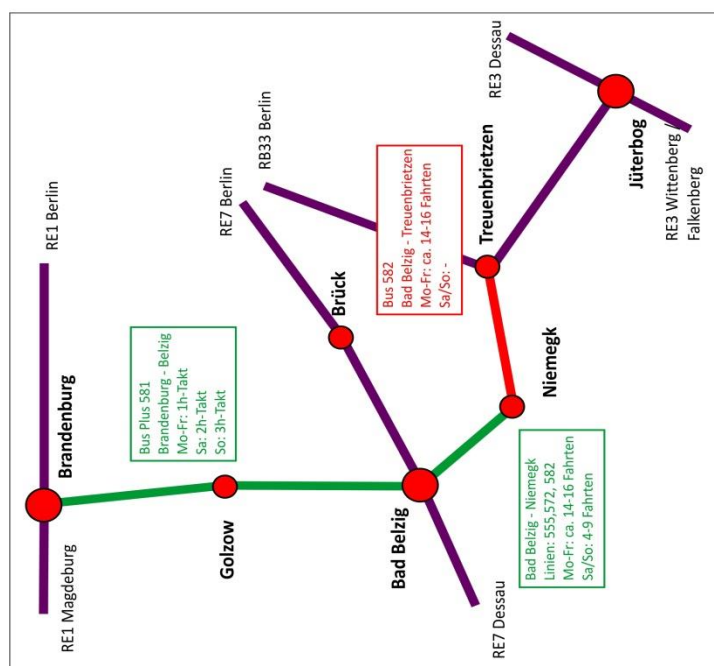 RE1 Magdeburg
Brandenburg
RE1 Berlin
Bus Plus 581
Brandenburg - Belzig
Mo-Fr: 1h-Takt
Sa: 2h-Takt
So: 3h-Takt
Golzow
RE7 Berlin
RB33 Berlin
Brück
Bad Belzig
RE7 Dessau
Bus 582
Bad Belzig - Treuenbrietzen
Mo-Fr: ca. 14-16 Fahrten
Sa/So: -
Treuenbrietzen
RE3 Dessau
Niemegk
Bad Belzig - Niemegk
Linien: 555,572, 582
Mo-Fr: ca. 14-16 Fahrten
Sa/So: 4-9 Fahrten
Jüterbog
RE3 Wittenberg /
Falkenberg